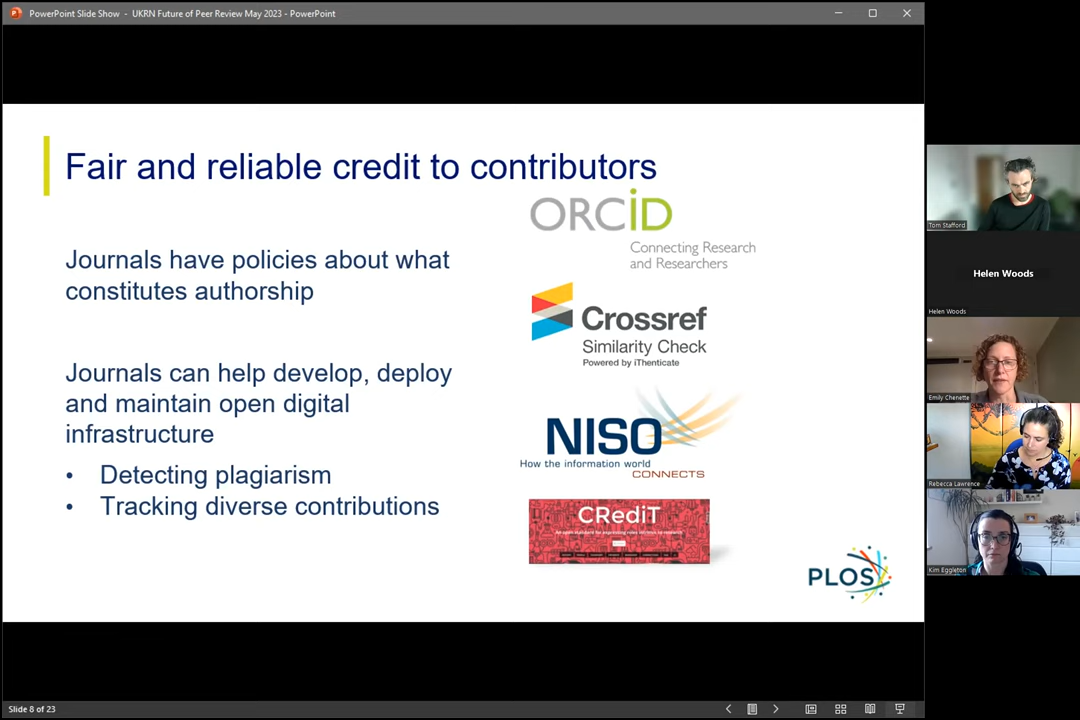 PowerPoint Slide Show - UKRN Future of Peer Review May 2023 - PowerPoint
Fair and reliable credit to contributors
Journals have policies about what
constitutes authorship
Journals can help develop, deploy
and maintain open digital
infrastructure
• Detecting plagiarism
• Tracking diverse contributions
ORCiD
Connecting Research
and Researchers
Crossref
Similarity Check
Powered by iThenticate
NISO
How the information world
CONNECTS
CRediT
PLOS
Tom Stafford
Helen Woods
Helen Woods
Emily Chenette
Rebecca Lawrence
Kim Eggleton
Slide 8 of 23